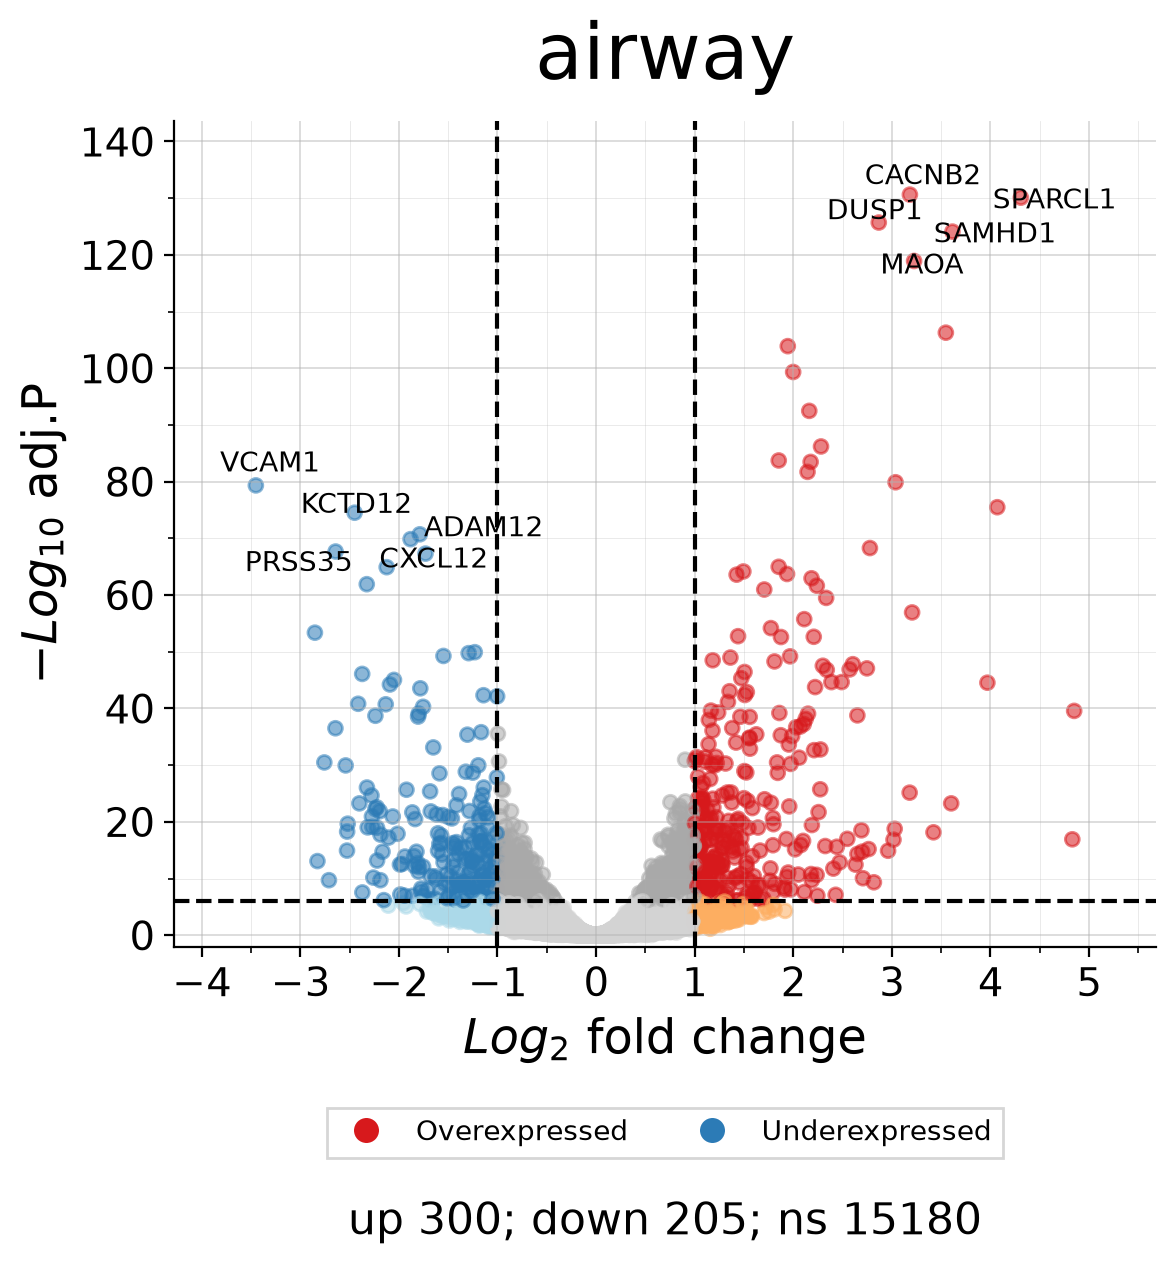 airway
140
120
100
80
60
40
20
0
−Log10 adj.P
CACNB2
SPARCL1
DUSP1
SAMHD1
MAOA
VCAM1
KCTD12
ADAM12
PRSS35
CXCL12
−4 −3 −2 −1 0 1 2 3 4 5
Log2 fold change
Overexpressed Underexpressed
up 300; down 205; ns 15180